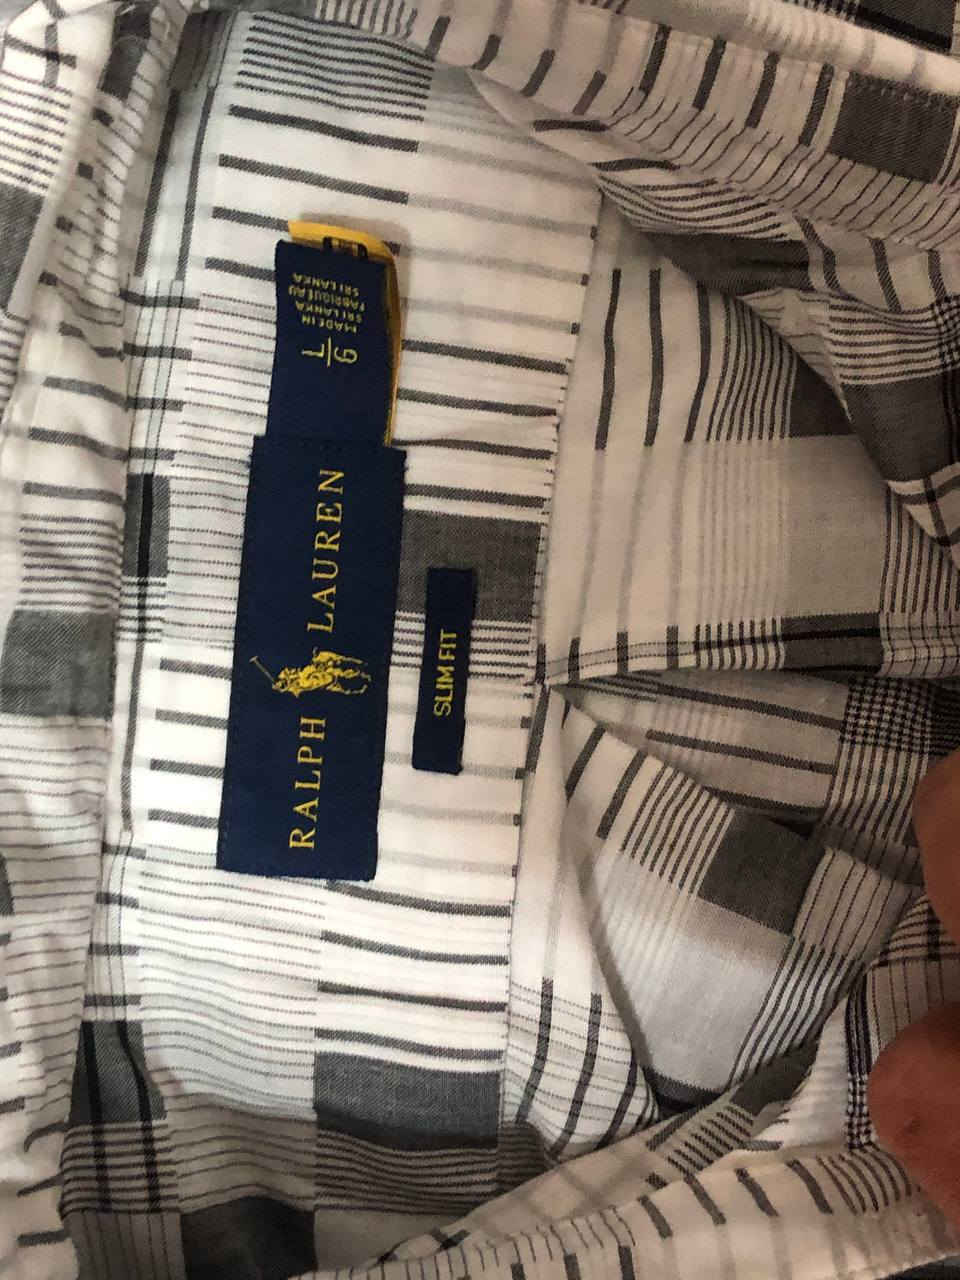 RALPH LAUREN
L/G
MADE IN
SRI LANKA
FABRIQUÉ AU
SRI LANKA
SLIM FIT